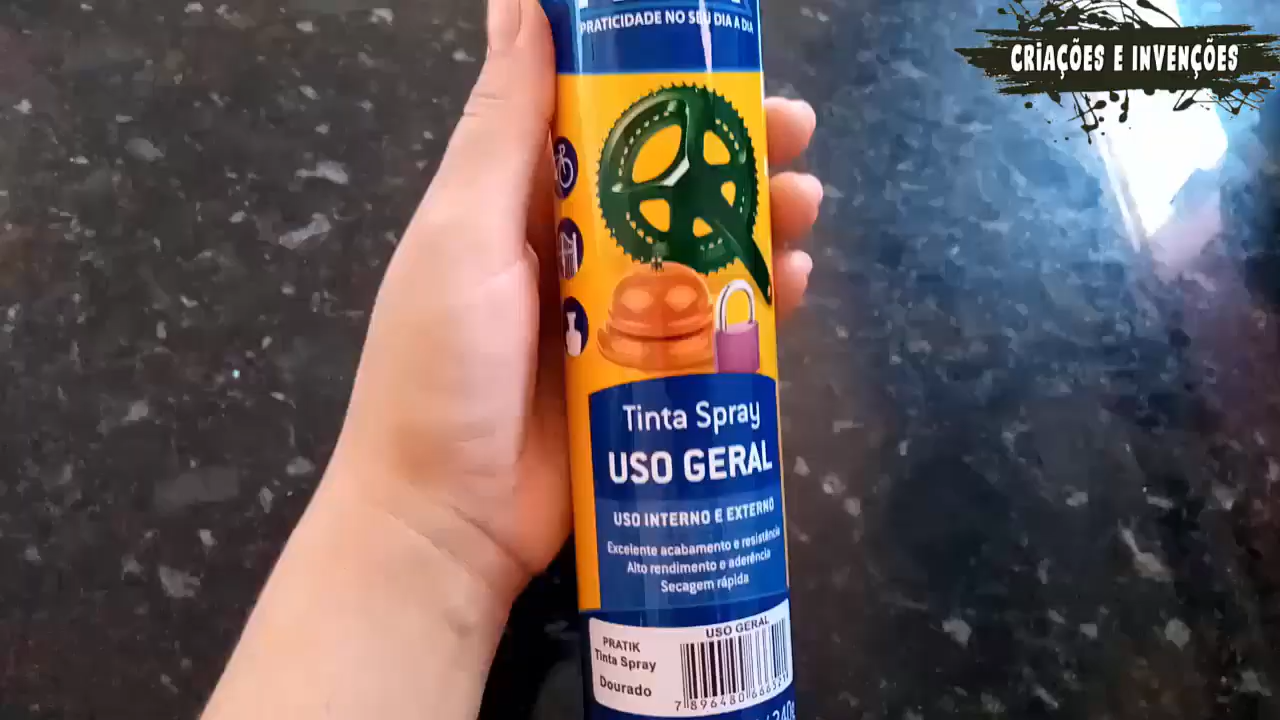 PRATICIDADE NO SEU DIA A DIA
CRIAÇÕES E INVENÇÕES
Tinta Spray
USO GERAL
USO INTERNO E EXTERNO
Excelente acabamento e resistência
Alto rendimento e aderência
Secagem rápida
USO GERAL
PRATIK
Tinta Spray
Dourado